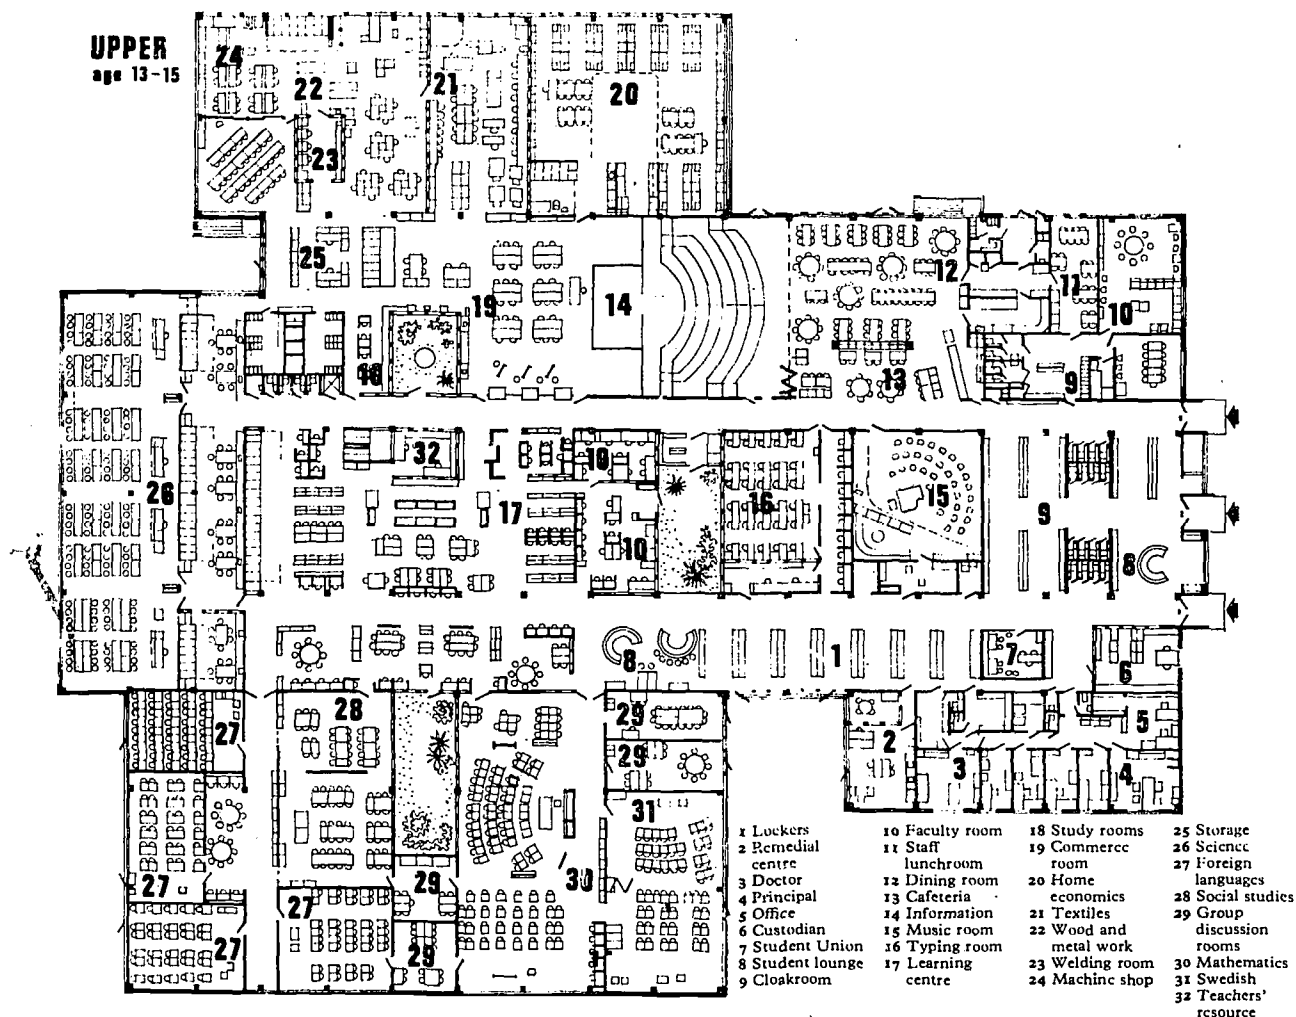 UPPER
age 13-15
24
22
21
20
23
25
19
14
12
11
10
18
13
9
32
10
26
17
16
15
9
10
8
8
1
7
6
28
27
29
2
5
29
3
4
31
27
29
30
27
27
29
1 Lockers
2 Remedial
centre
3 Doctor
4 Principal
5 Office
6 Custodian
7 Student Union
8 Student lounge
9 Cloakroom
10 Faculty room
11 Staff
lunchroom
12 Dining room
13 Cafeteria
14 Information
15 Music room
16 Typing room
17 Learning
centre
18 Study rooms
19 Commerce
room
20 Home
economics
21 Textiles
22 Wood and
metal work
23 Welding room
24 Machine shop
25 Storage
26 Science
27 Foreign
languages
28 Social studies
29 Group
discussion
rooms
30 Mathematics
31 Swedish
32 Teachers'
resource